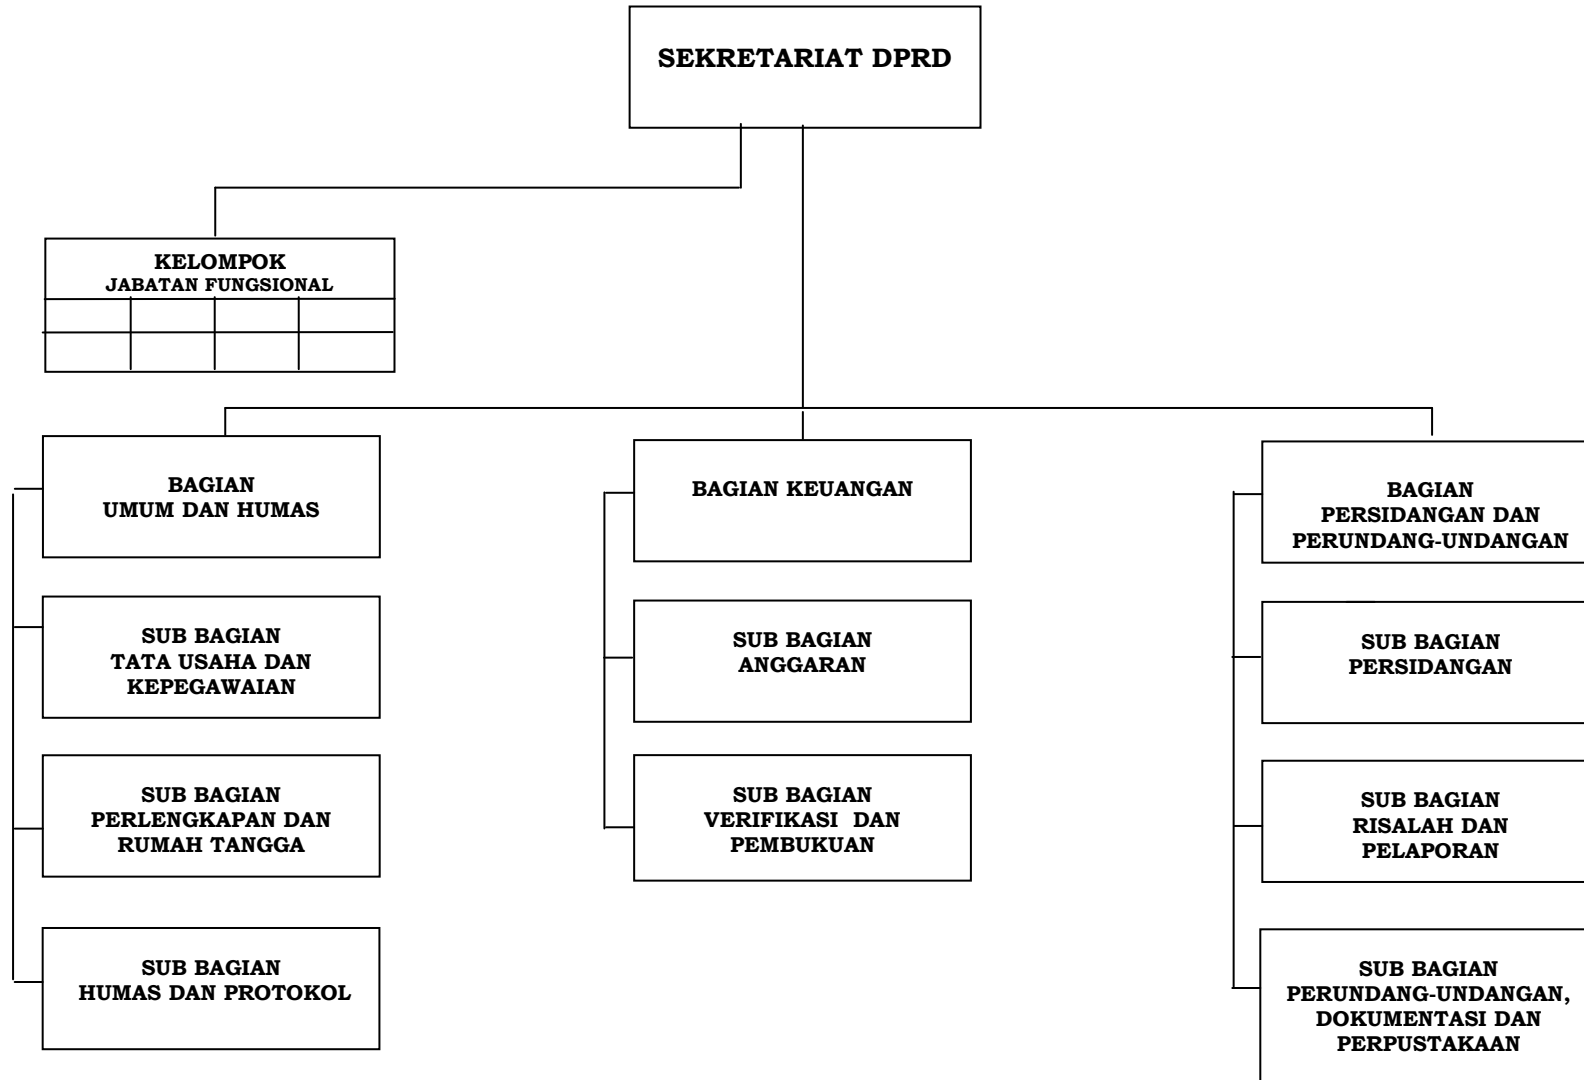 SEKRETARIAT DPRD
KELOMPOK
JABATAN FUNGSIONAL
BAGIAN
UMUM DAN HUMAS
SUB BAGIAN
TATA USAHA DAN
KEPEGAWAIAN
SUB BAGIAN
PERLENGKAPAN DAN
RUMAH TANGGA
SUB BAGIAN
HUMAS DAN PROTOKOL
BAGIAN KEUANGAN
SUB BAGIAN
ANGGARAN
SUB BAGIAN
VERIFIKASI DAN
PEMBUKUAN
BAGIAN
PERSIDANGAN DAN
PERUNDANG-UNDANGAN
SUB BAGIAN
PERSIDANGAN
SUB BAGIAN
RISALAH DAN
PELAPORAN
SUB BAGIAN
PERUNDANG-UNDANGAN,
DOKUMENTASI DAN
PERPUSTAKAAN